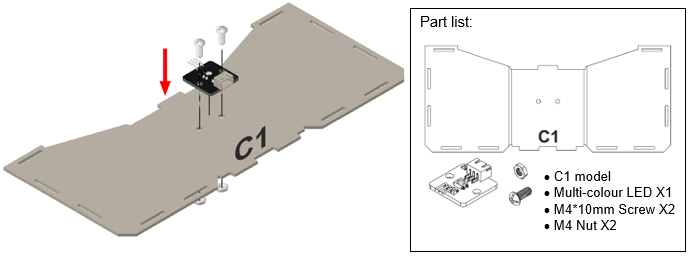 C1
Part list:
C1
● C1 model
● Multi-colour LED X1
● M4*10mm Screw X2
● M4 Nut X2